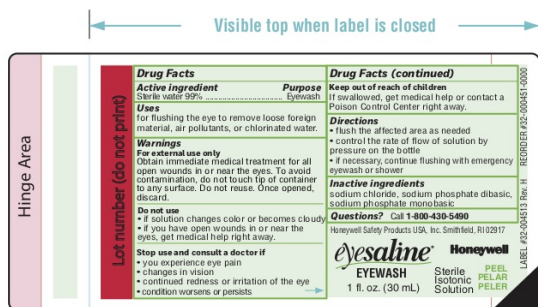 Visible top when label is closed
Hinge Area
Lot number (do not print)
Drug Facts
Active ingredient Purpose
Sterile water 99% ........................ Eyewash
Uses
for flushing the eye to remove loose foreign
material, air pollutants, or chlorinated water.
Warnings
For external use only
Obtain immediate medical treatment for all
open wounds in or near the eyes. To avoid
contamination, do not touch tip of container
to any surface. Do not reuse. Once opened,
discard.
Do not use
• if solution changes color or becomes cloudy
• if you have open wounds in or near the
eyes, get medical help right away.
Stop use and consult a doctor if
• you experience eye pain
• changes in vision
• continued redness or irritation of the eye
• condition worsens or persists
Drug Facts (continued)
Keep out of reach of children
If swallowed, get medical help or contact a
Poison Control Center right away.
Directions
• flush the affected area as needed
• control the rate of flow of solution by
pressure on the bottle
• if necessary, continue flushing with emergency
eyewash or shower
Inactive ingredients
sodium chloride, sodium phosphate dibasic,
sodium phosphate monobasic
Questions? Call 1-800-430-5490
Honeywell Safety Products USA, Inc. Smithfield, RI 02917
eyesaline® Honeywell
EYEWASH
1 fl. oz. (30 mL)
Sterile
Isotonic
Solution
PEEL
PELAR
PELER
LABEL #32-004513 Rev. H REORDER #32-000451-0000